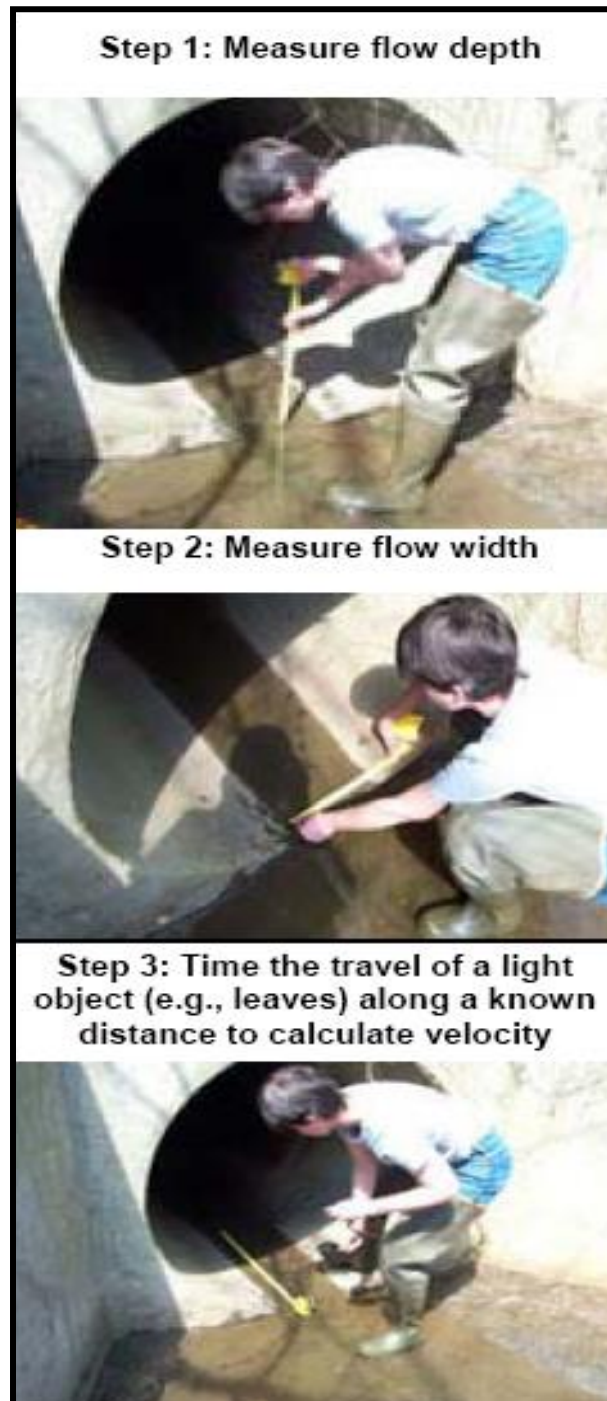 Step 1: Measure flow depth
Step 2: Measure flow width
Step 3: Time the travel of a light
object (e.g., leaves) along a known
distance to calculate velocity